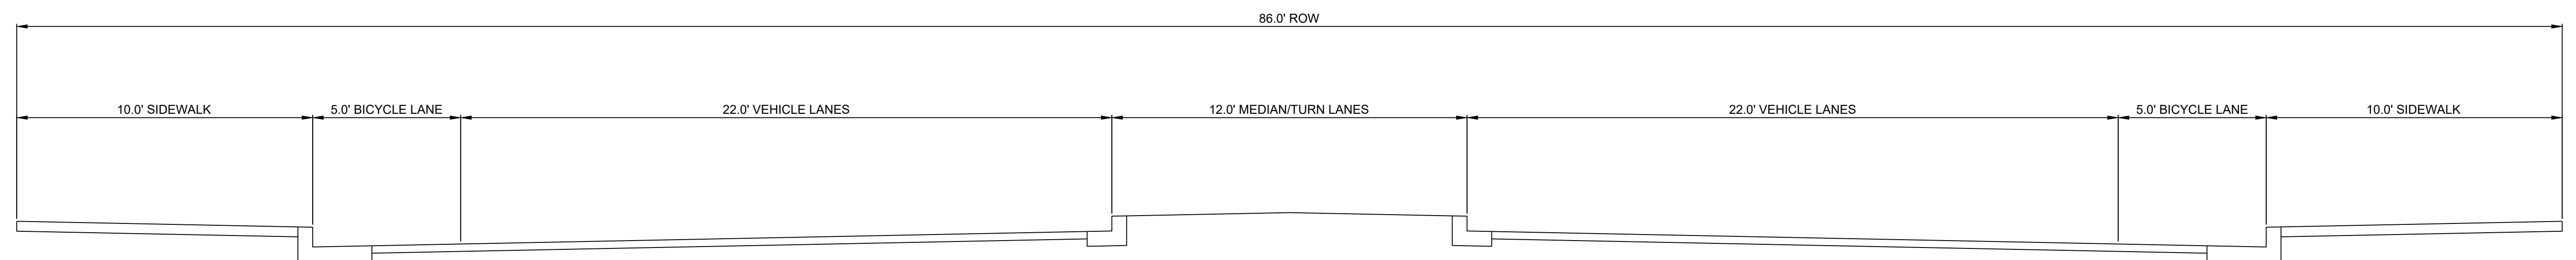 86.0' ROW
10.0' SIDEWALK
5.0' BICYCLE LANE
22.0' VEHICLE LANES
12.0' MEDIAN/TURN LANES
22.0' VEHICLE LANES
5.0' BICYCLE LANE
10.0' SIDEWALK